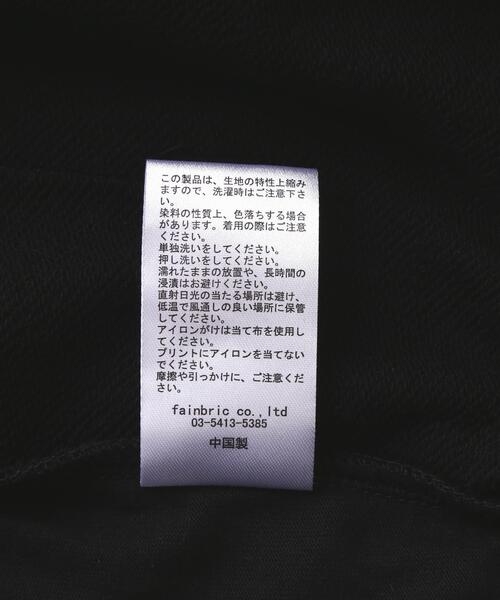 この製品は、生地の特性上縮み
ますので、洗濯時はご注意下さ
い。
染料の性質上、色落ちする場合
があります。着用の際はご注意
ください。
単独洗いをしてください。
押し洗いをしてください。
濡れたままの放置や、長時間の
浸漬はお避けください。
直射日光の当たる場所は避け、
低温で風通しの良い場所に保管
してください。
アイロンがけは当て布を使用し
てください。
プリントにアイロンを当てない
でください。
摩擦や引っかけに、ご注意くだ
さい。
fainbric co.,ltd
03-5413-5385
中国製